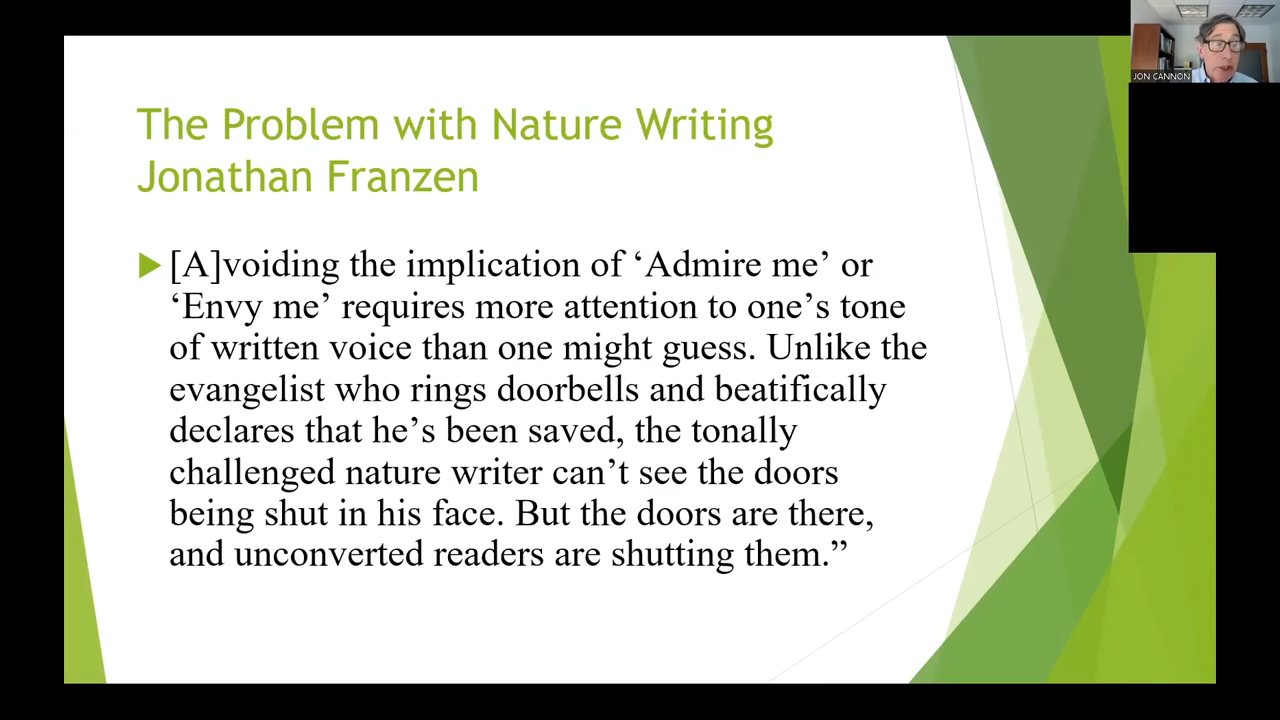 The Problem with Nature Writing
Jonathan Franzen
[A]voiding the implication of ‘Admire me’ or
‘Envy me’ requires more attention to one’s tone
of written voice than one might guess. Unlike the
evangelist who rings doorbells and beatifically
declares that he’s been saved, the tonally
challenged nature writer can’t see the doors
being shut in his face. But the doors are there,
and unconverted readers are shutting them.”
JON CANNON